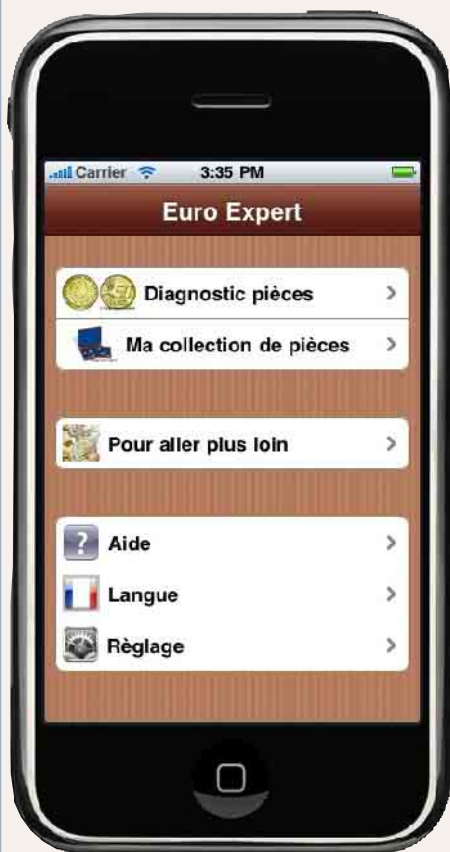 Carrier 3:35 PM
Euro Expert
Diagnostic pièces
Ma collection de pièces
Pour aller plus loin
? Aide
Langue
Règlage